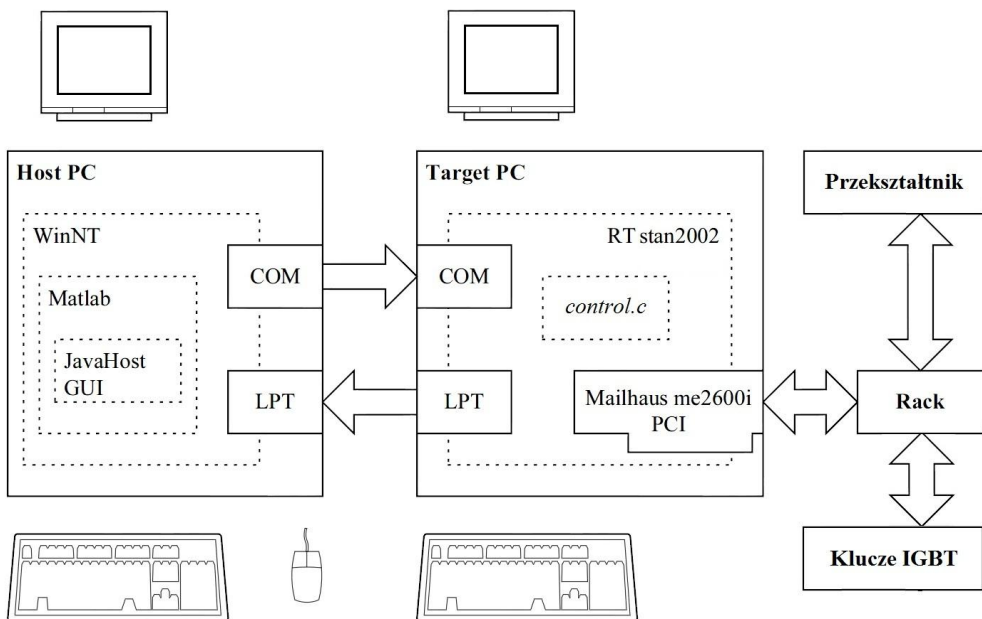 Host PC
WinNT
Matlab
JavaHost
GUI
COM
LPT
Target PC
RT stan2002
COM
control.c
LPT
Mailhaus me2600i
PCI
Przekształtnik
Rack
Klucze IGBT